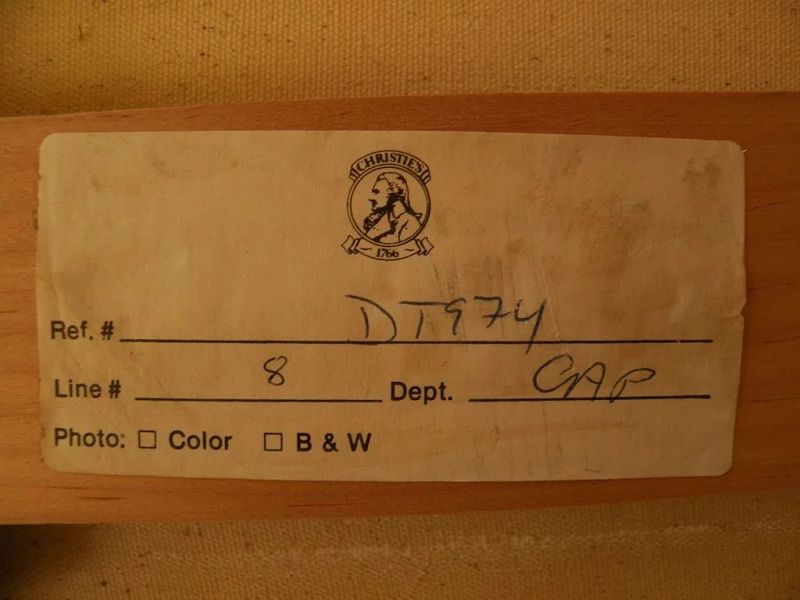 CHRISTIE'S
1766
Ref. # DT974
Line # 8 Dept. CAP
Photo: ☐ Color ☐ B & W